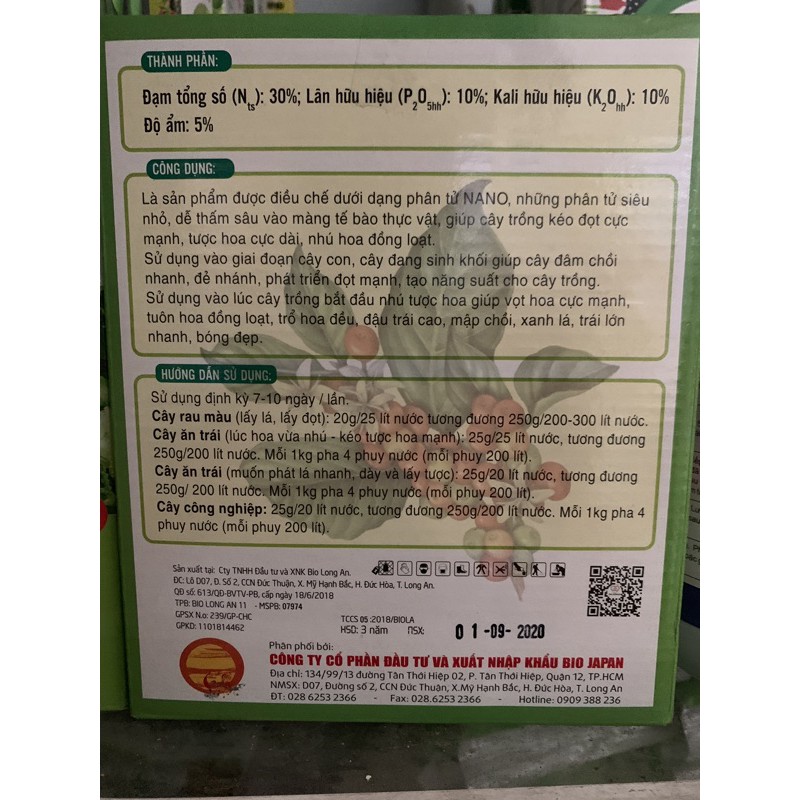 THÀNH PHẦN:
Đạm tổng số (Nts): 30%; Lân hữu hiệu (P2O5hh): 10%; Kali hữu hiệu (K2Ohh): 10%
Độ ẩm: 5%
CÔNG DỤNG:
Là sản phẩm được điều chế dưới dạng phân tử NANO, những phân tử siêu
nhỏ, dễ thấm sâu vào màng tế bào thực vật, giúp cây trồng kéo đọt cực
mạnh, tược hoa cực dài, nhú hoa đồng loạt.
Sử dụng vào giai đoạn cây con, cây đang sinh khối giúp cây đâm chồi
nhanh, đẻ nhánh, phát triển đọt mạnh, tạo năng suất cho cây trồng.
Sử dụng vào lúc cây trồng bắt đầu nhú tược hoa giúp vọt hoa cực mạnh,
tuôn hoa đồng loạt, trổ hoa đều, đậu trái cao, mập chồi, xanh lá, trái lớn
nhanh, bóng đẹp.
HƯỚNG DẪN SỬ DỤNG:
Sử dụng định kỳ 7-10 ngày / lần.
Cây rau màu (lấy lá, lấy đọt): 20g/25 lít nước tương đương 250g/200-300 lít nước.
Cây ăn trái (lúc hoa vừa nhú - kéo tược hoa mạnh): 25g/25 lít nước, tương đương
250g/200 lít nước. Mỗi 1kg pha 4 phuy nước (mỗi phuy 200 lít).
Cây ăn trái (muốn phát lá nhanh, dày và lấy tược): 25g/20 lít nước, tương đương
250g/ 200 lít nước. Mỗi 1kg pha 4 phuy nước (mỗi phuy 200 lít).
Cây công nghiệp: 25g/20 lít nước, tương đương 250g/200 lít nước. Mỗi 1kg pha 4
phuy nước (mỗi phuy 200 lít).
Sản xuất tại: Cty TNHH Đầu tư và XNK Bio Long An.
ĐC: Lô D07, Đ. Số 2, CCN Đức Thuận, X. Mỹ Hạnh Bắc, H. Đức Hòa, T. Long An.
QĐ số: 613/QĐ-BVTV-PB, cấp ngày 18/6/2018
TPB: BIO LONG AN 11 - MSPB: 07974
GPSX N.o: 239/GP-CHC
GPKD: 1101814462
TCCS 05 :2018/BIOLA
HSD: 3 năm NSX: 01-09-2020
Phân phối bởi:
CÔNG TY CỔ PHẦN ĐẦU TƯ VÀ XUẤT NHẬP KHẨU BIO JAPAN
Địa chỉ: 134/99/13 đường Tân Thới Hiệp 02, P. Tân Thới Hiệp, Quận 12, TP.HCM
NMSX: D07, Đường số 2, CCN Đức Thuận, X.Mỹ Hạnh Bắc, H. Đức Hòa, T. Long An
ĐT: 028 6253 2366 - Fax: 028.6253 2366 - Hotline: 0909 388 236